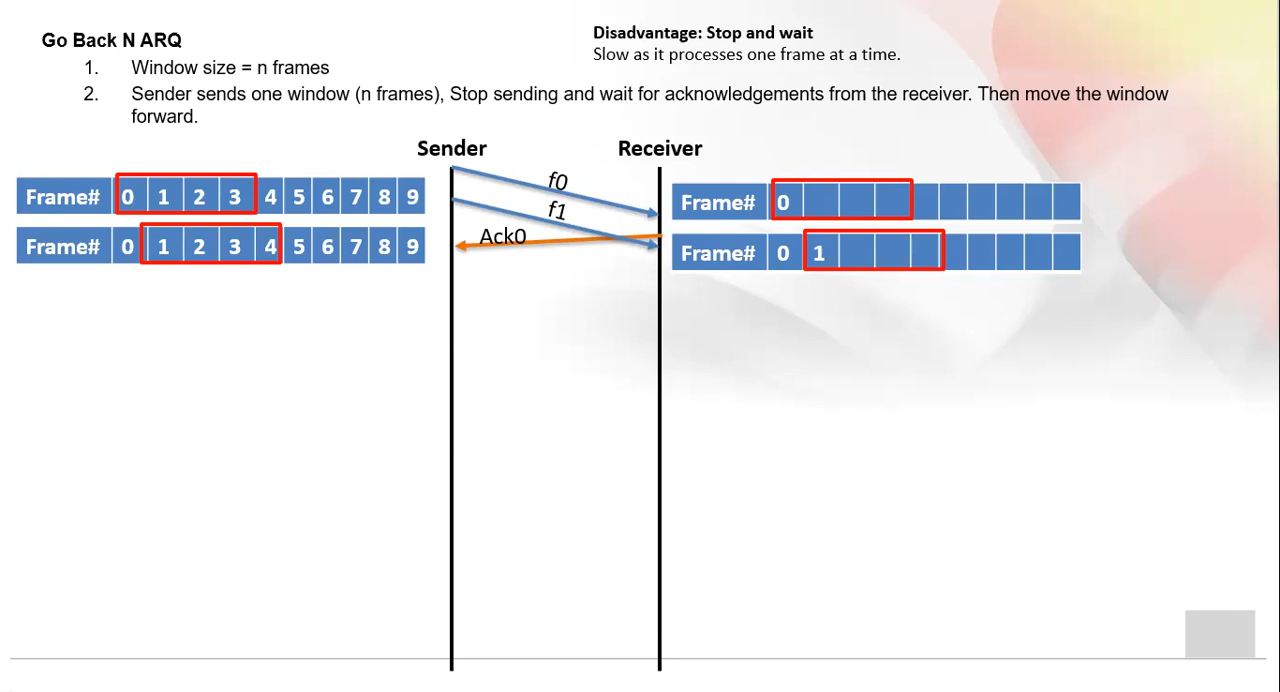 Go Back N ARQ
1. Window size = n frames
2. Sender sends one window (n frames), Stop sending and wait for acknowledgements from the receiver. Then move the window
forward.
Disadvantage: Stop and wait
Slow as it processes one frame at a time.
Sender
Receiver
Frame# 0 1 2 3 4 5 6 7 8 9
f0
Frame# 0
f1
Frame# 0 1 2 3 4 5 6 7 8 9
Ack0
Frame# 0 1